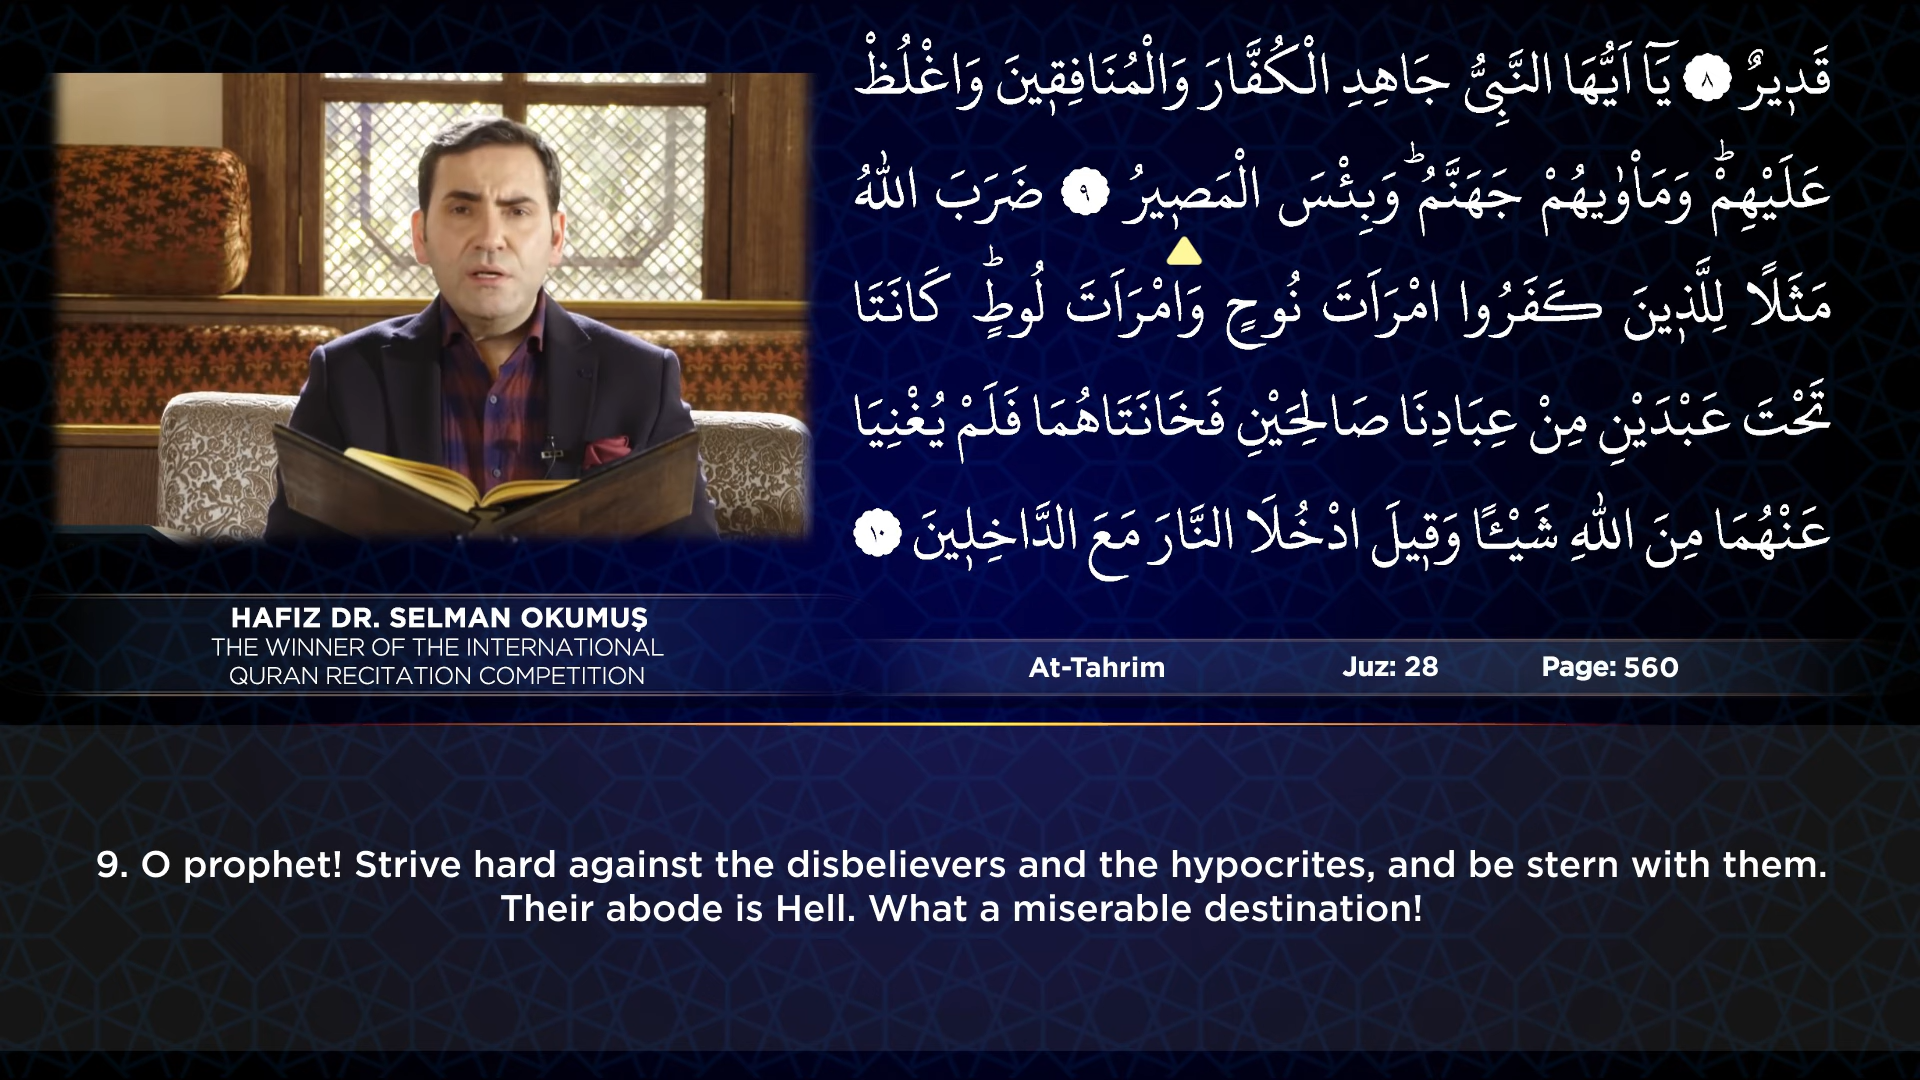 قَدٖيرٌ ٨ يَٓا اَيُّهَا النَّبِيُّ جَاهِدِ الْكُفَّارَ وَالْمُنَافِقٖينَ وَاغْلُظْ
عَلَيْهِمْؕ وَمَأْوٰيهُمْ جَهَنَّمُؕ وَبِئْسَ الْمَصٖيرُ ٩ ضَرَبَ اللّٰهُ
مَثَلًا لِلَّذٖينَ كَفَرُوا امْرَاَتَ نُوحٍ وَامْرَاَتَ لُوطٍؕ كَانَتَا
تَحْتَ عَبْدَيْنِ مِنْ عِبَادِنَا صَالِحَيْنِ فَخَانَتَاهُمَا فَلَمْ يُغْنِيَا
عَنْهُمَا مِنَ اللّٰهِ شَيْـًٔا وَقٖيلَ ادْخُلَا النَّارَ مَعَ الدَّاخِلٖينَ ١٠
HAFIZ DR. SELMAN OKUMUŞ
THE WINNER OF THE INTERNATIONAL
QURAN RECITATION COMPETITION
At-Tahrim Juz: 28 Page: 560
9. O prophet! Strive hard against the disbelievers and the hypocrites, and be stern with them.
Their abode is Hell. What a miserable destination!